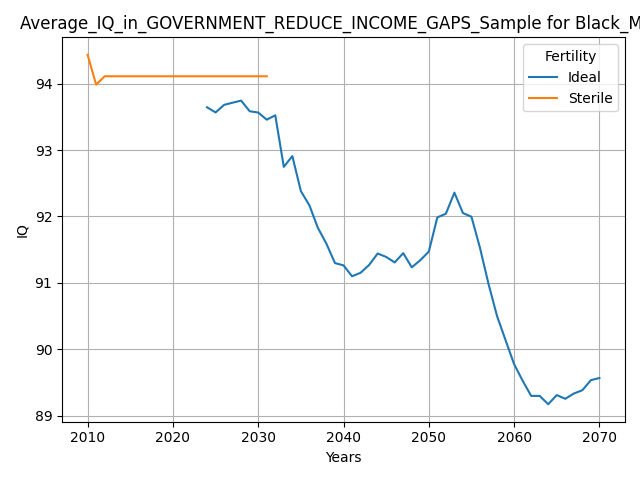 Average_IQ_in_GOVERNMENT_REDUCE_INCOME_GAPS_Sample for Black_M
Fertility
Ideal
Sterile
94
93
92
91
90
89
IQ
2010 2020 2030 2040 2050 2060 2070
Years